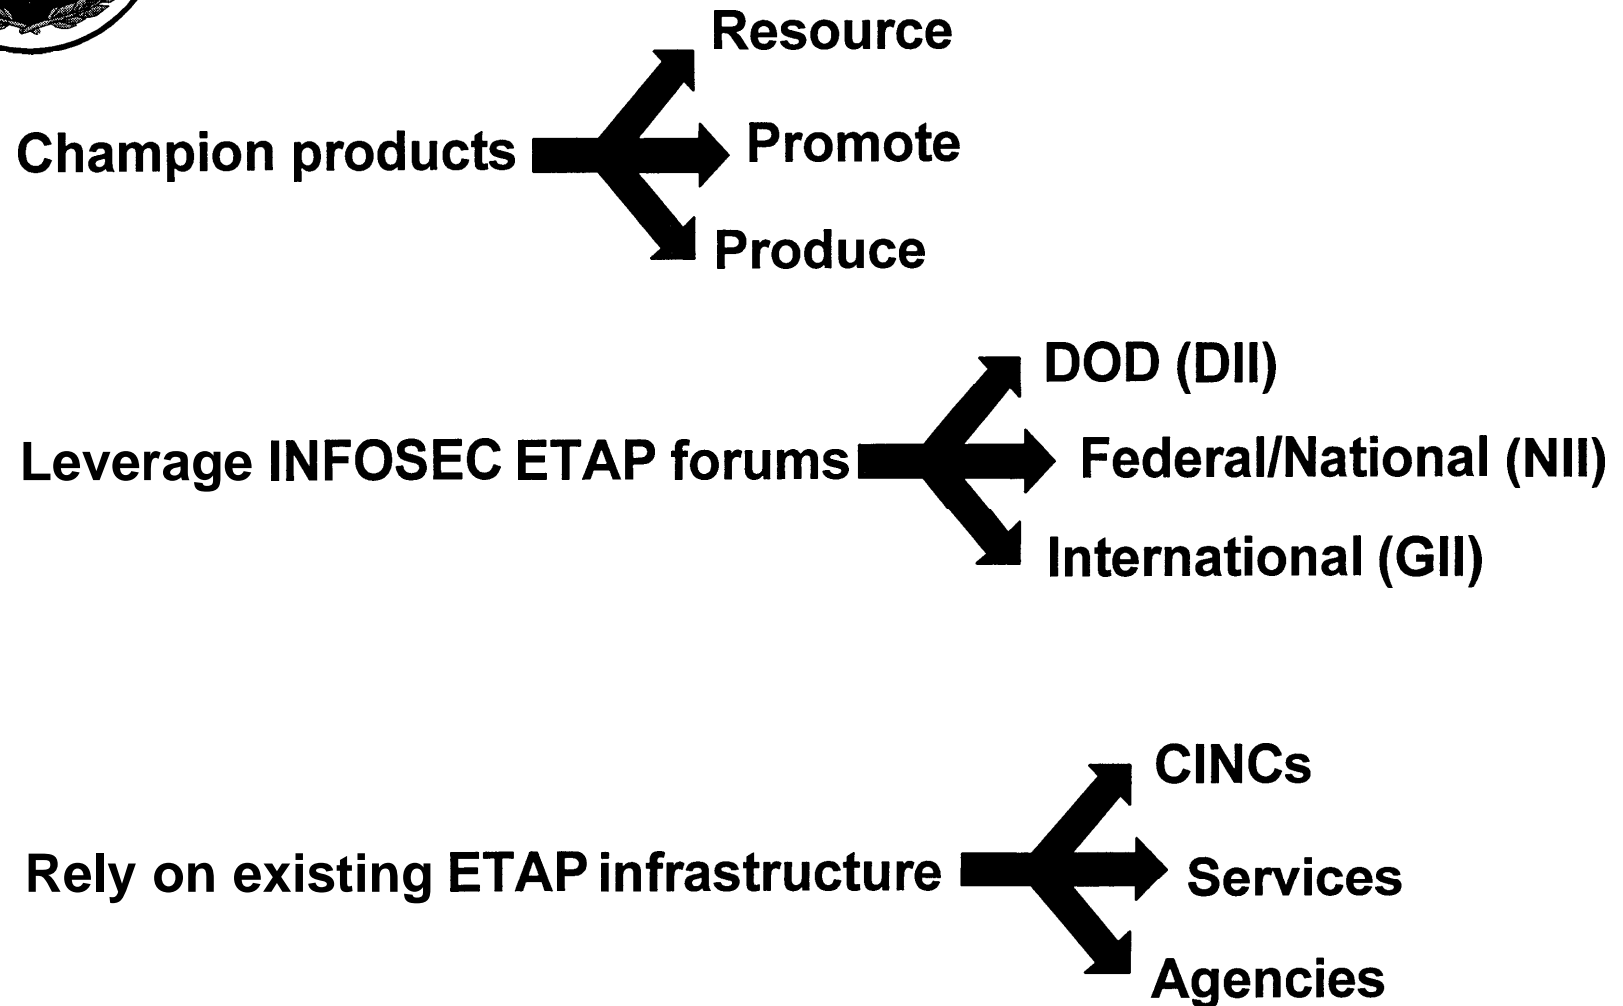 Resource
Champion products
Promote
Produce
DOD (DII)
Leverage INFOSEC ETAP forums
Federal/National (NII)
International (GII)
CINCs
Rely on existing ETAP infrastructure
Services
Agencies